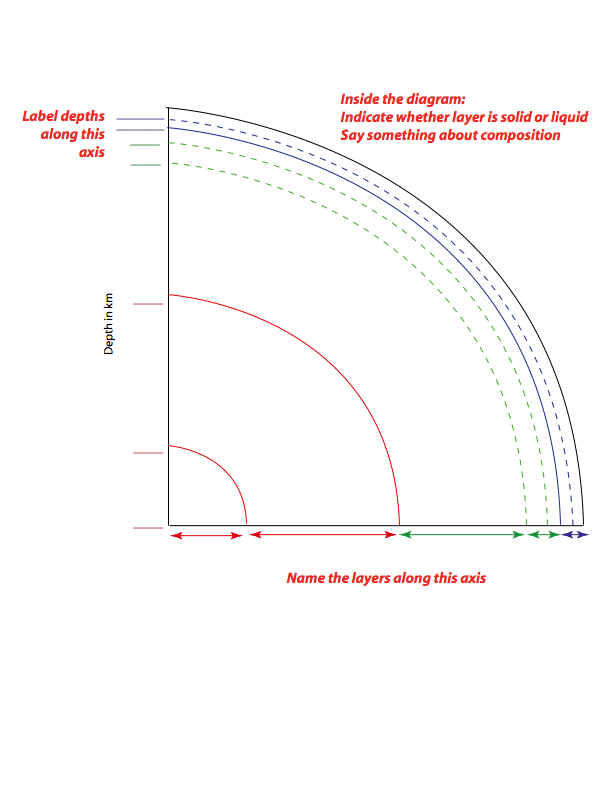 Inside the diagram:
Indicate whether layer is solid or liquid
Say something about composition
Label depths
along this
axis
Depth in km
Name the layers along this axis